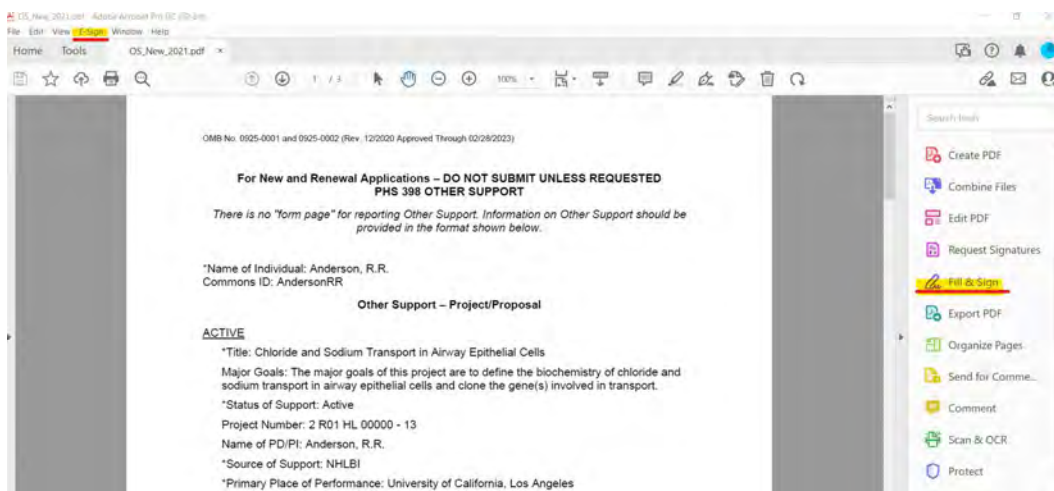 OS_New_2021.pdf - Adobe Acrobat Pro DC (32-bit)
File Edit View E-Sign Window Help
Home Tools OS_New_2021.pdf ×
1 / 3 100%
Search tools
OMB No. 0925-0001 and 0925-0002 (Rev. 12/2020 Approved Through 02/28/2023)
For New and Renewal Applications – DO NOT SUBMIT UNLESS REQUESTED
PHS 398 OTHER SUPPORT
There is no "form page" for reporting Other Support. Information on Other Support should be
provided in the format shown below.
*Name of Individual: Anderson, R.R.
Commons ID: AndersonRR
Other Support – Project/Proposal
ACTIVE
*Title: Chloride and Sodium Transport in Airway Epithelial Cells
Major Goals: The major goals of this project are to define the biochemistry of chloride and
sodium transport in airway epithelial cells and clone the gene(s) involved in transport.
*Status of Support: Active
Project Number: 2 R01 HL 00000 - 13
Name of PD/PI: Anderson, R.R.
*Source of Support: NHLBI
*Primary Place of Performance: University of California, Los Angeles
Create PDF
Combine Files
Edit PDF
Request Signatures
Fill & Sign
Export PDF
Organize Pages
Send for Comme...
Comment
Scan & OCR
Protect